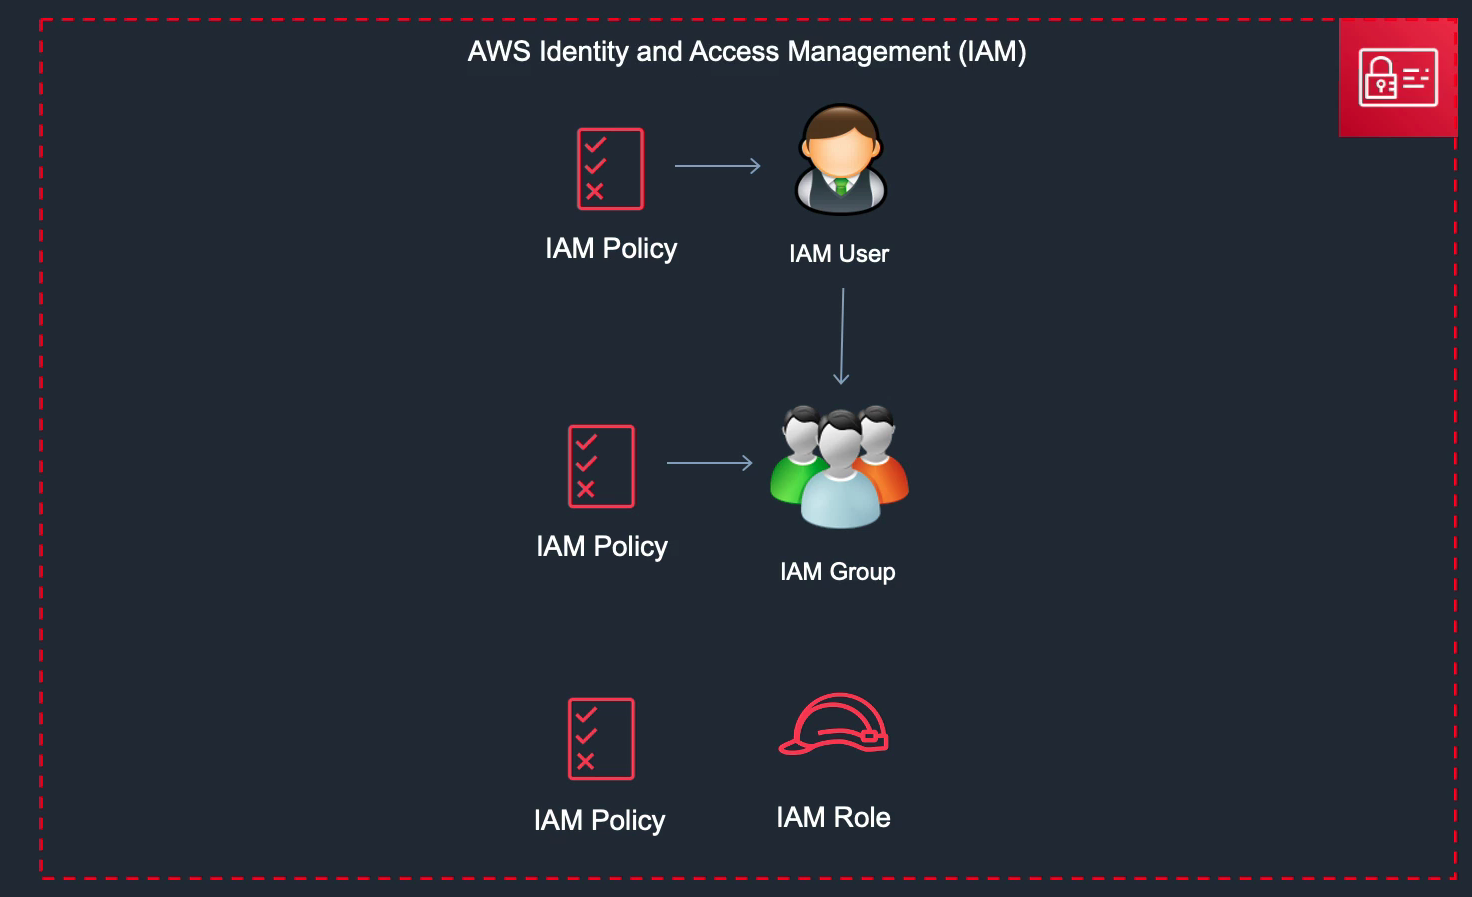 AWS Identity and Access Management (IAM)
IAM Policy
IAM User
IAM Policy
IAM Group
IAM Policy
IAM Role